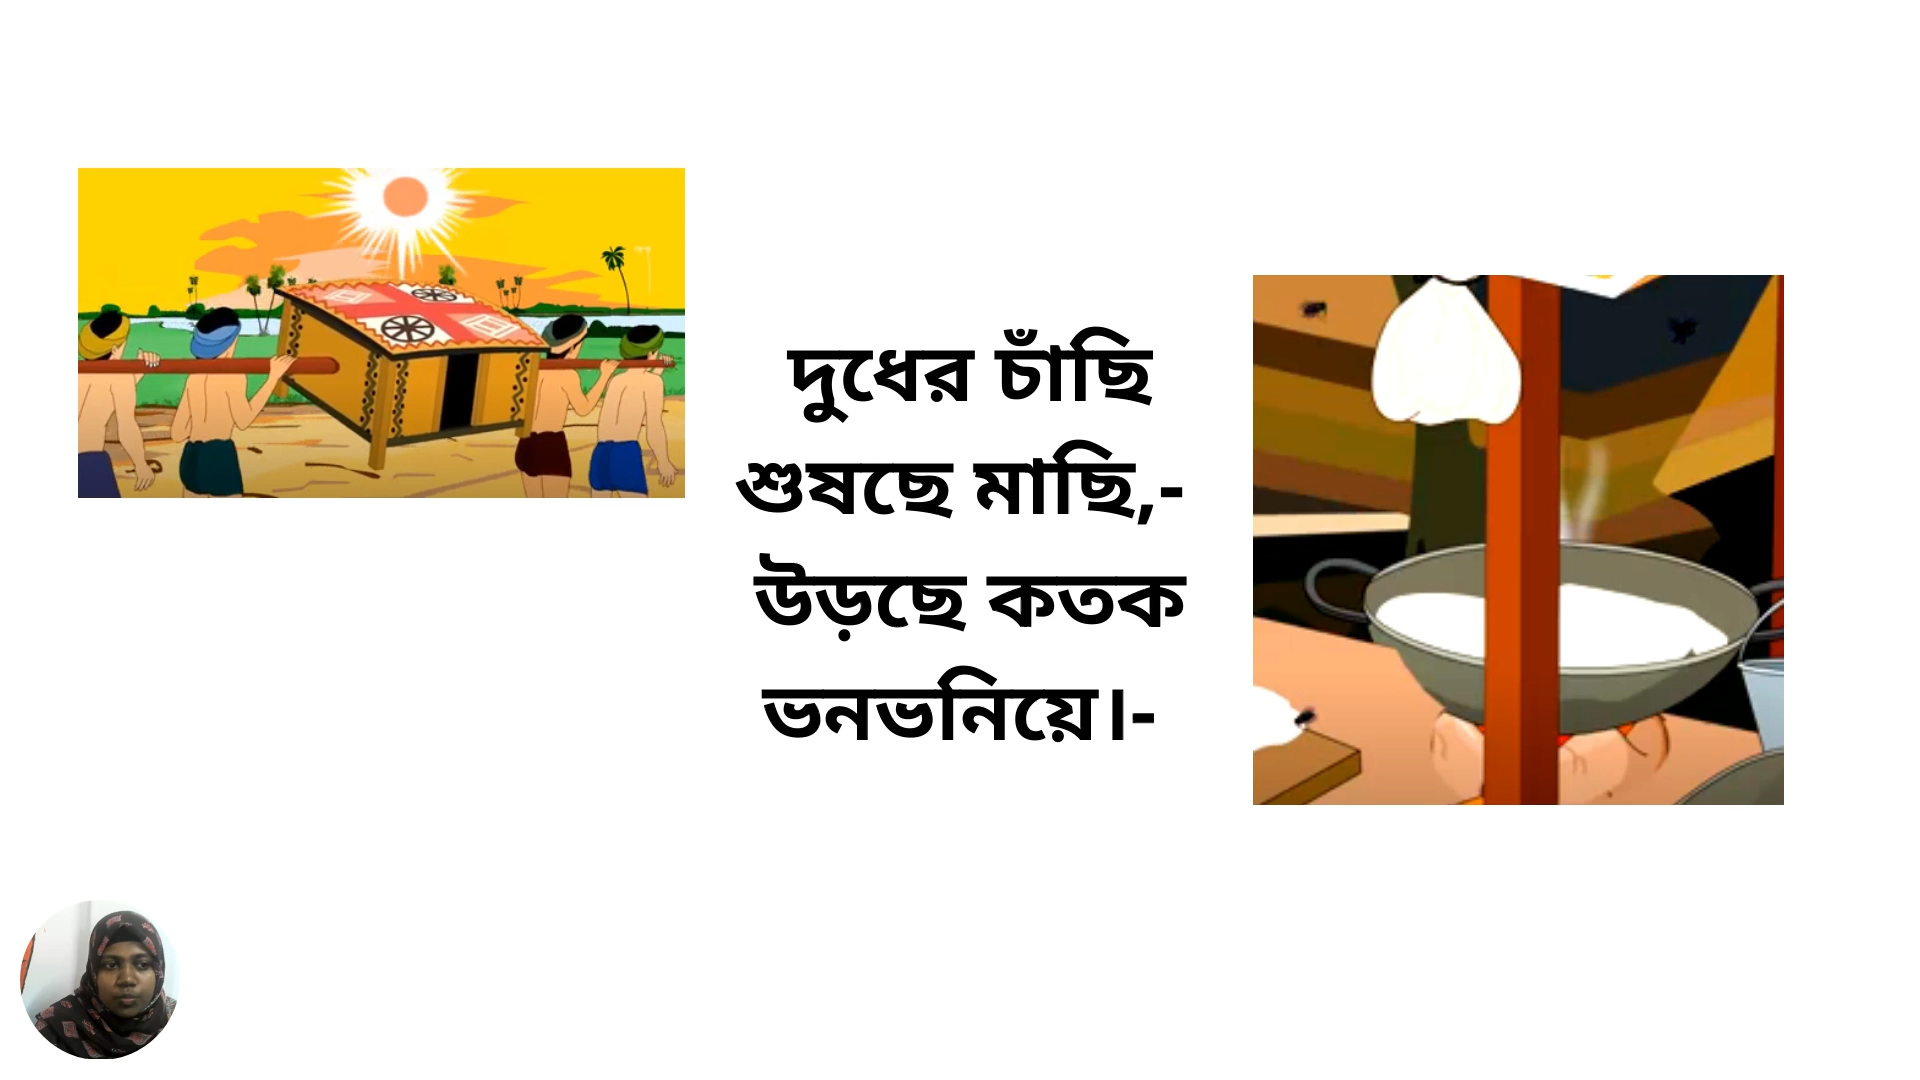 দুধের চাঁছি
শুষছে মাছি,-
উড়ছে কতক
ভনভনিয়ে।-